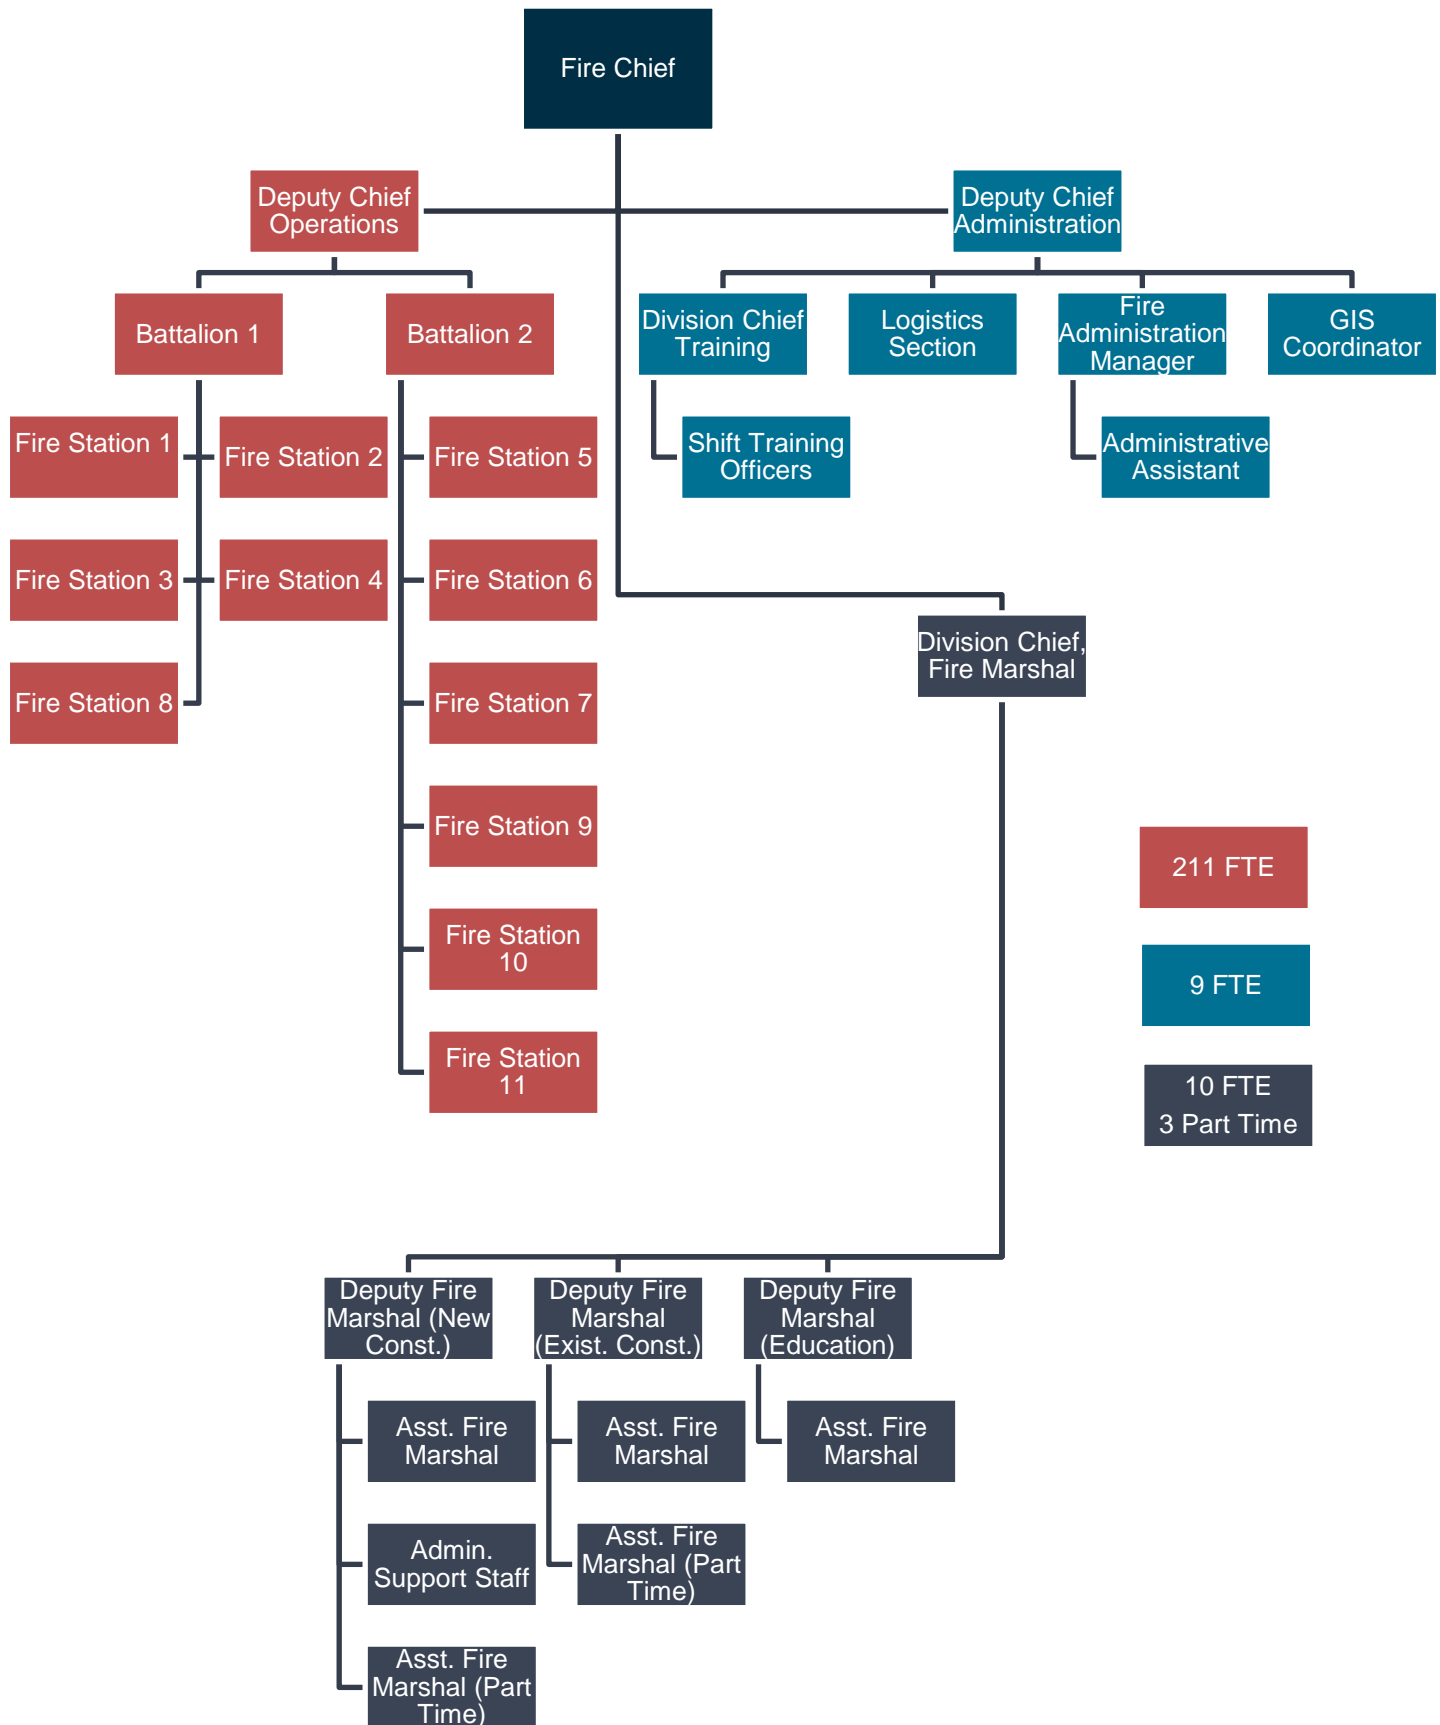 Fire Chief
Deputy Chief
Operations
Deputy Chief
Administration
Battalion 1
Battalion 2
Division Chief
Training
Logistics
Section
Fire
Administration
Manager
GIS
Coordinator
Fire Station 1
Fire Station 2
Fire Station 5
Shift Training
Officers
Administrative
Assistant
Fire Station 3
Fire Station 4
Fire Station 6
Division Chief,
Fire Marshal
Fire Station 8
Fire Station 7
Fire Station 9
211 FTE
Fire Station
10
9 FTE
Fire Station
11
10 FTE
3 Part Time
Deputy Fire
Marshal (New
Const.)
Deputy Fire
Marshal
(Exist. Const.)
Deputy Fire
Marshal
(Education)
Asst. Fire
Marshal
Asst. Fire
Marshal
Asst. Fire
Marshal
Admin.
Support Staff
Asst. Fire
Marshal (Part
Time)
Asst. Fire
Marshal (Part
Time)